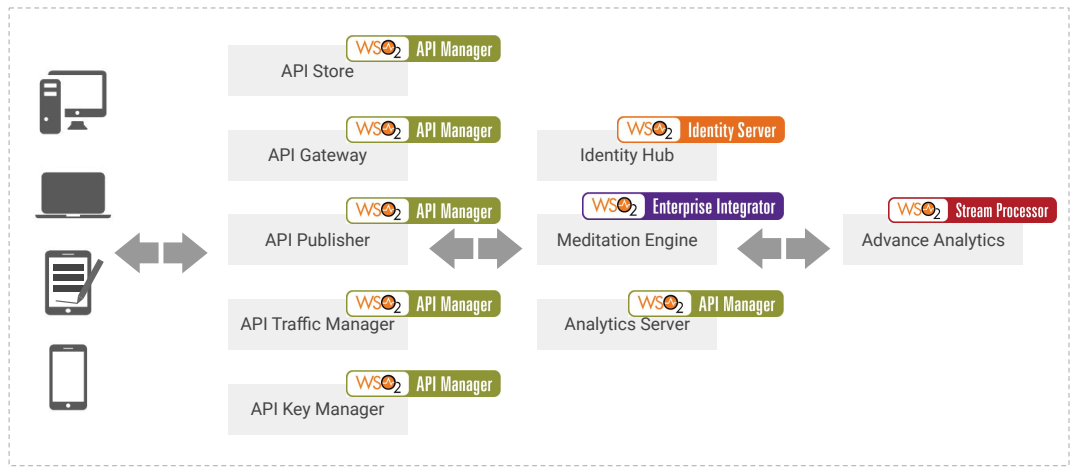 WSO2 API Manager
API Store
WSO2 API Manager
API Gateway
WSO2 Identity Server
Identity Hub
WSO2 API Manager
API Publisher
WSO2 Enterprise Integrator
Meditation Engine
WSO2 Stream Processor
Advance Analytics
WSO2 API Manager
API Traffic Manager
WSO2 API Manager
Analytics Server
WSO2 API Manager
API Key Manager